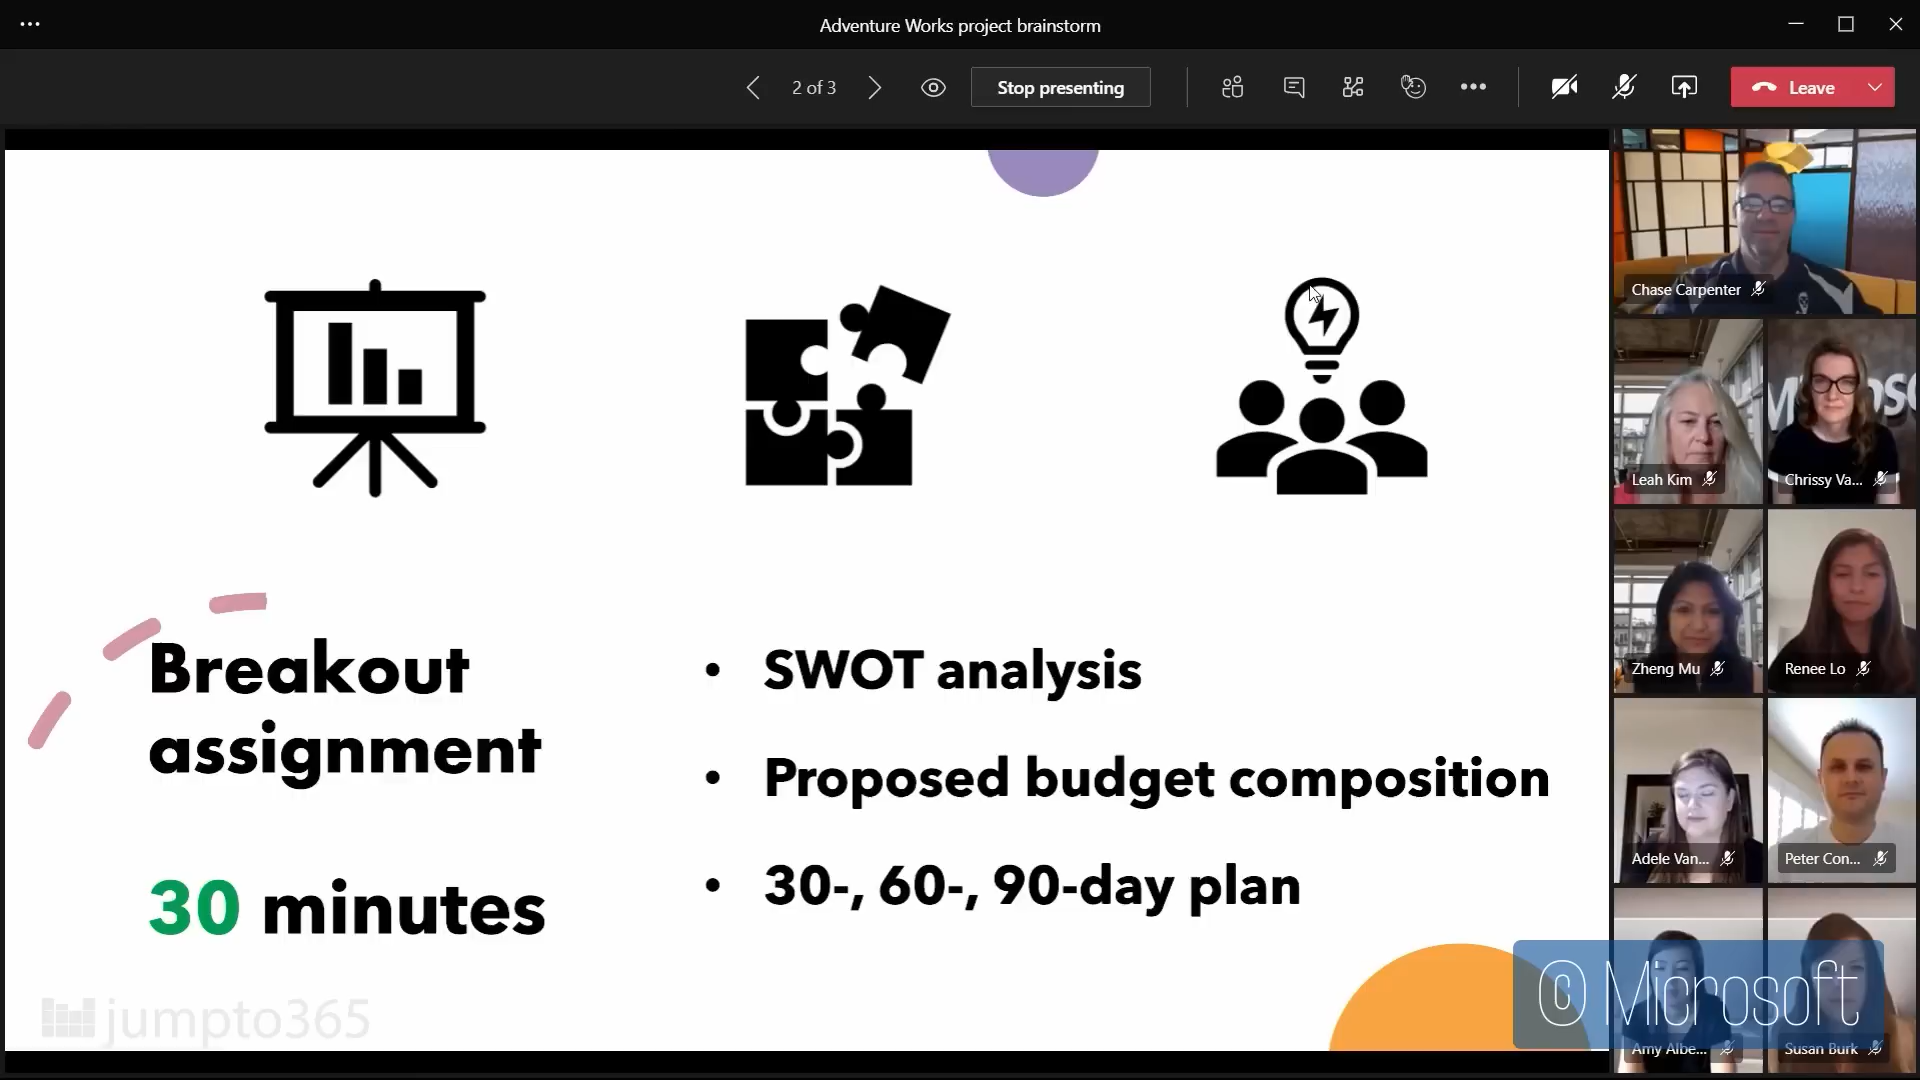 Adventure Works project brainstorm
2 of 3
Stop presenting
Leave
Breakout
assignment
30 minutes
• SWOT analysis
• Proposed budget composition
• 30-, 60-, 90-day plan
jumpto365
Chase Carpenter
Leah Kim
Chrissy Va...
Zheng Mu
Renee Lo
Adele Van...
Peter Con...
© Microsoft
Amy Albe...
Susan Burk